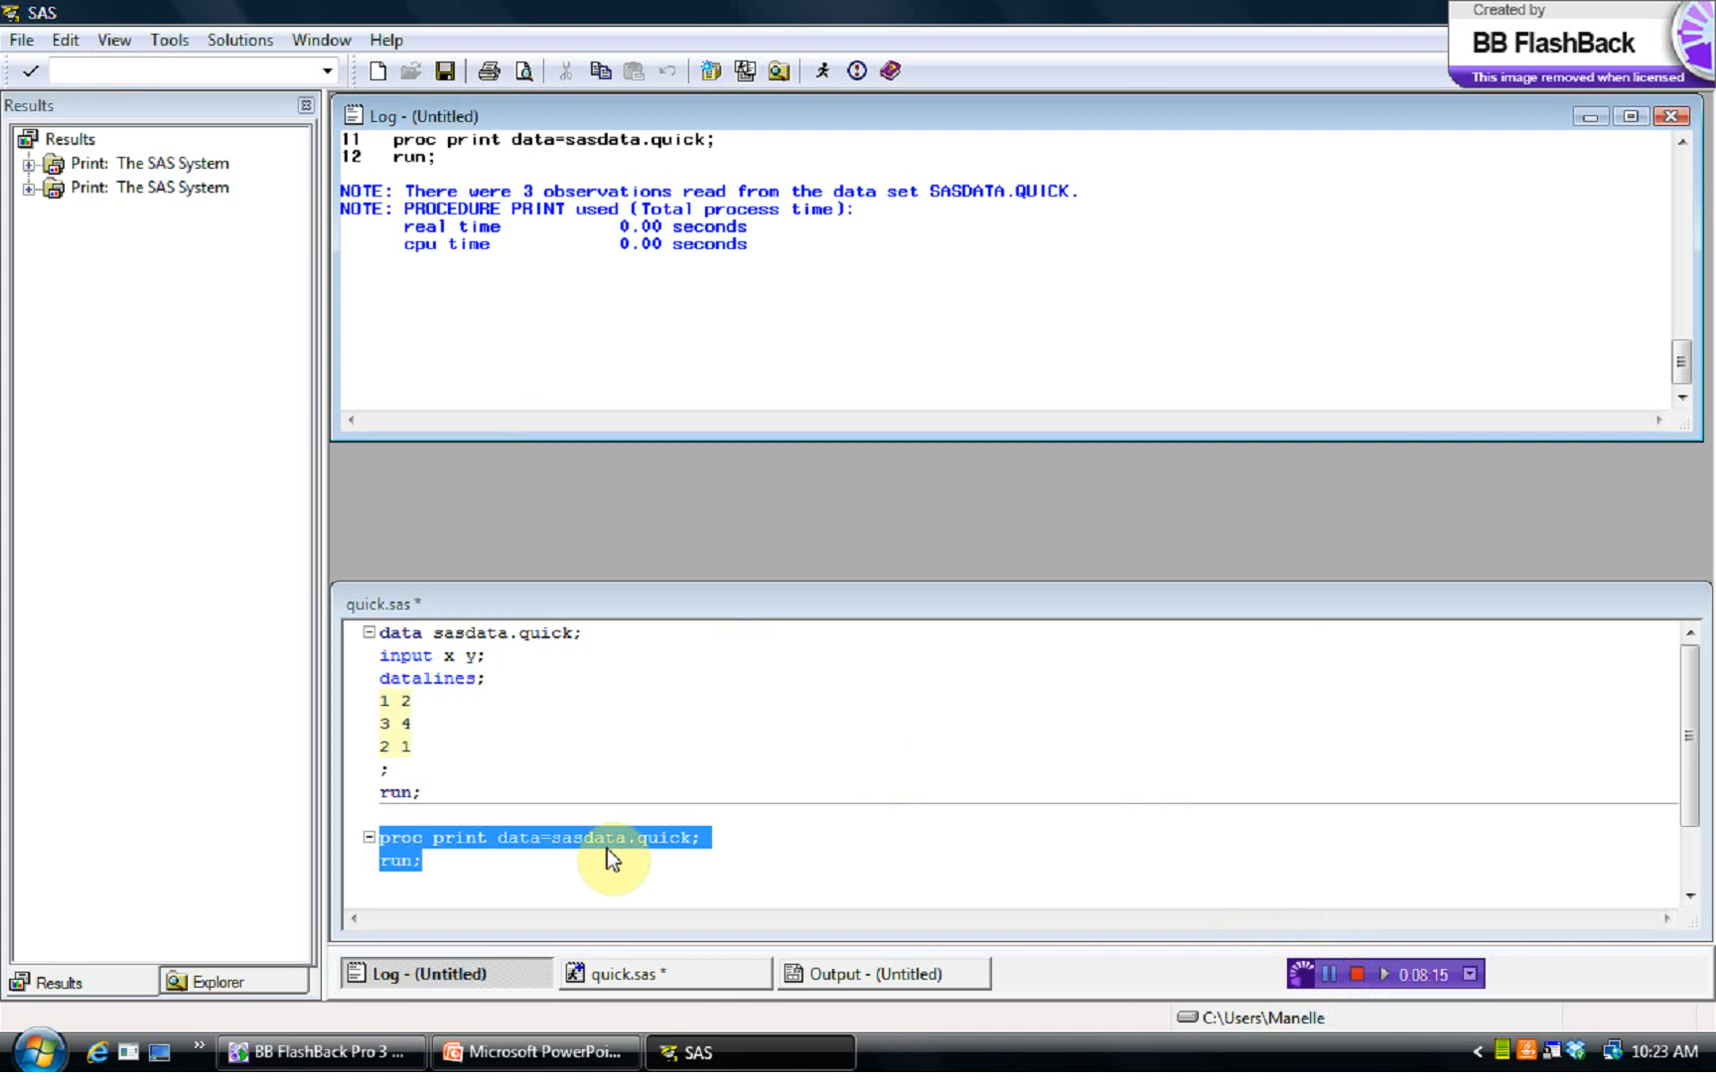 SAS
Created by
BB FlashBack
This image removed when licensed
File Edit View Tools Solutions Window Help
Results
Results
Print: The SAS System
Print: The SAS System
Log - (Untitled)
11 proc print data=sasdata.quick;
12 run;
NOTE: There were 3 observations read from the data set SASDATA.QUICK.
NOTE: PROCEDURE PRINT used (Total process time):
real time 0.00 seconds
cpu time 0.00 seconds
quick.sas *
data sasdata.quick;
input x y;
datalines;
1 2
3 4
2 1
;
run;
proc print data=sasdata.quick;
run;
Results Explorer
Log - (Untitled) quick.sas * Output - (Untitled)
0:08:15
C:\Users\Manelle
BB FlashBack Pro 3 ... Microsoft PowerPoi... SAS
10:23 AM